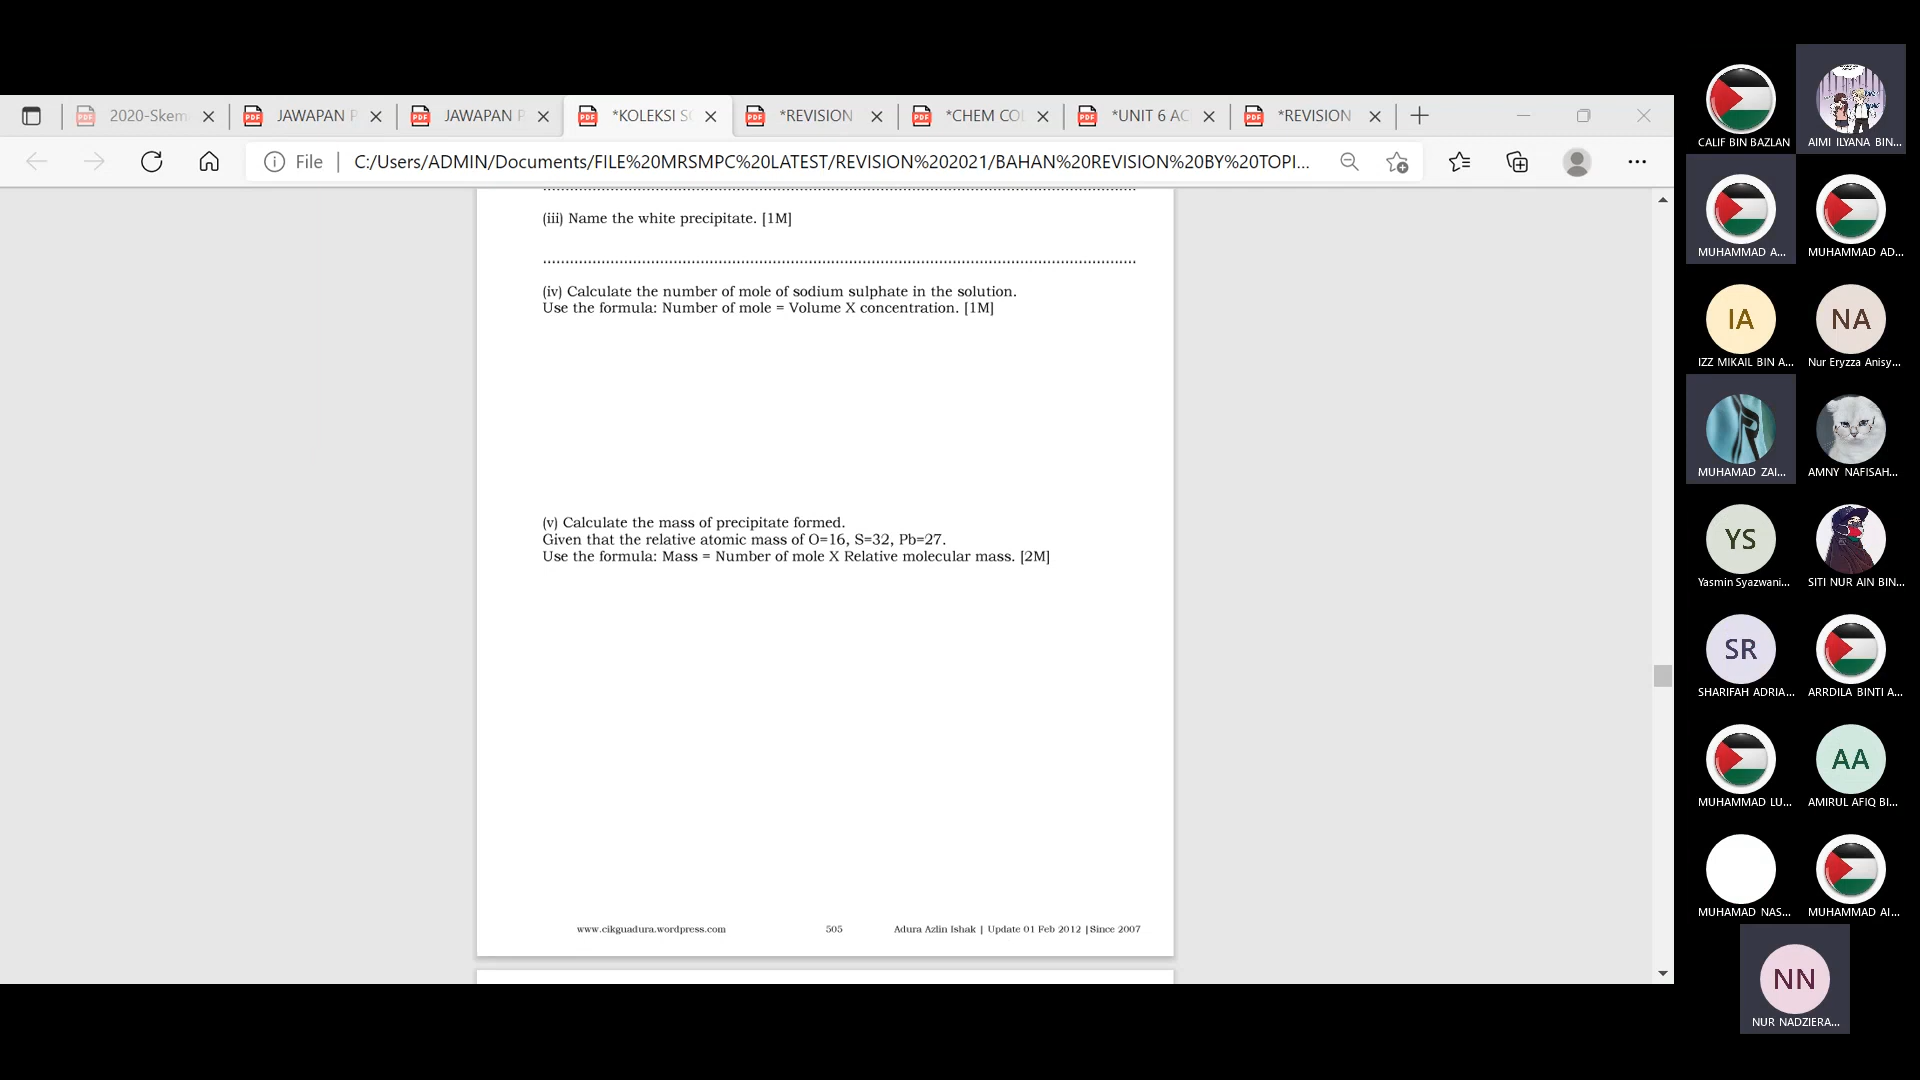 2020-Skem
JAWAPAN P
JAWAPAN P
*KOLEKSI SO
*REVISION
*CHEM COL
*UNIT 6 AC
*REVISION
File
C:/Users/ADMIN/Documents/FILE%20MRSMPC%20LATEST/REVISION%202021/BAHAN%20REVISION%20BY%20TOPI...
(iii) Name the white precipitate. [1M]
(iv) Calculate the number of mole of sodium sulphate in the solution.
Use the formula: Number of mole = Volume X concentration. [1M]
(v) Calculate the mass of precipitate formed.
Given that the relative atomic mass of O=16, S=32, Pb=27.
Use the formula: Mass = Number of mole X Relative molecular mass. [2M]
www.cikguadura.wordpress.com 505 Adura Azlin Ishak | Update 01 Feb 2012 |Since 2007
CALIF BIN BAZLAN
AIMI ILYANA BIN...
MUHAMMAD A...
MUHAMMAD AD...
IA
IZZ MIKAIL BIN A...
NA
Nur Eryzza Anisy...
MUHAMAD ZAI...
AMNY NAFISAH...
YS
Yasmin Syazwani...
SITI NUR AIN BIN...
SR
SHARIFAH ADRIA...
ARRDILA BINTI A...
MUHAMMAD LU...
AA
AMIRUL AFIQ BI...
MUHAMAD NAS...
MUHAMMAD AI...
NN
NUR NADZIERA...